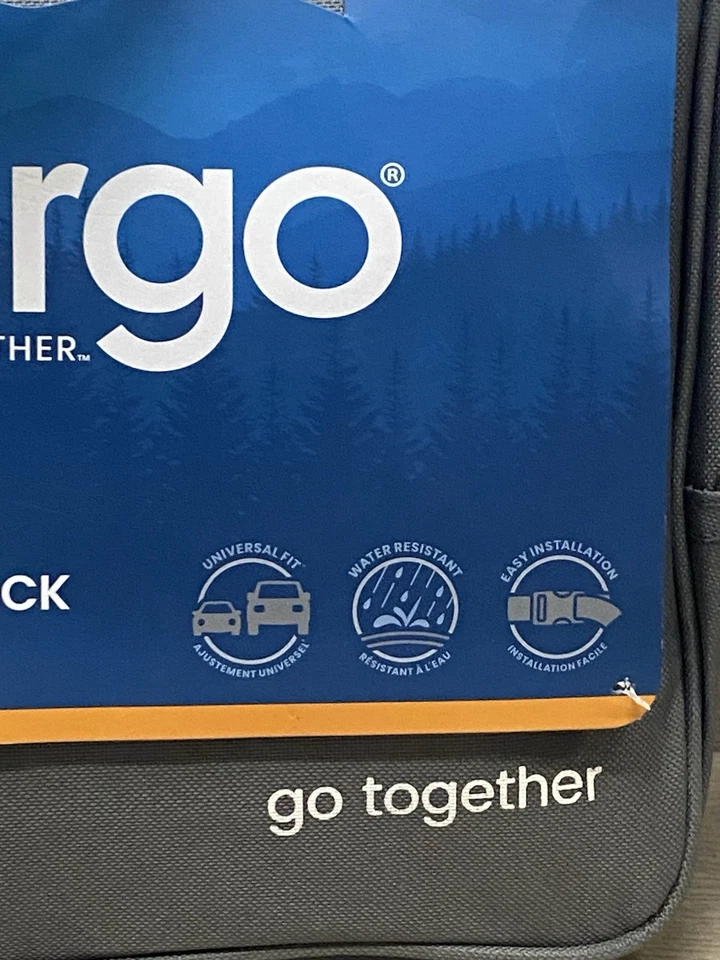 rgo®
THER™
CK
UNIVERSAL FIT
AJUSTEMENT UNIVERSEL
WATER RESISTANT
RÉSISTANT À L'EAU
EASY INSTALLATION
INSTALLATION FACILE
go together